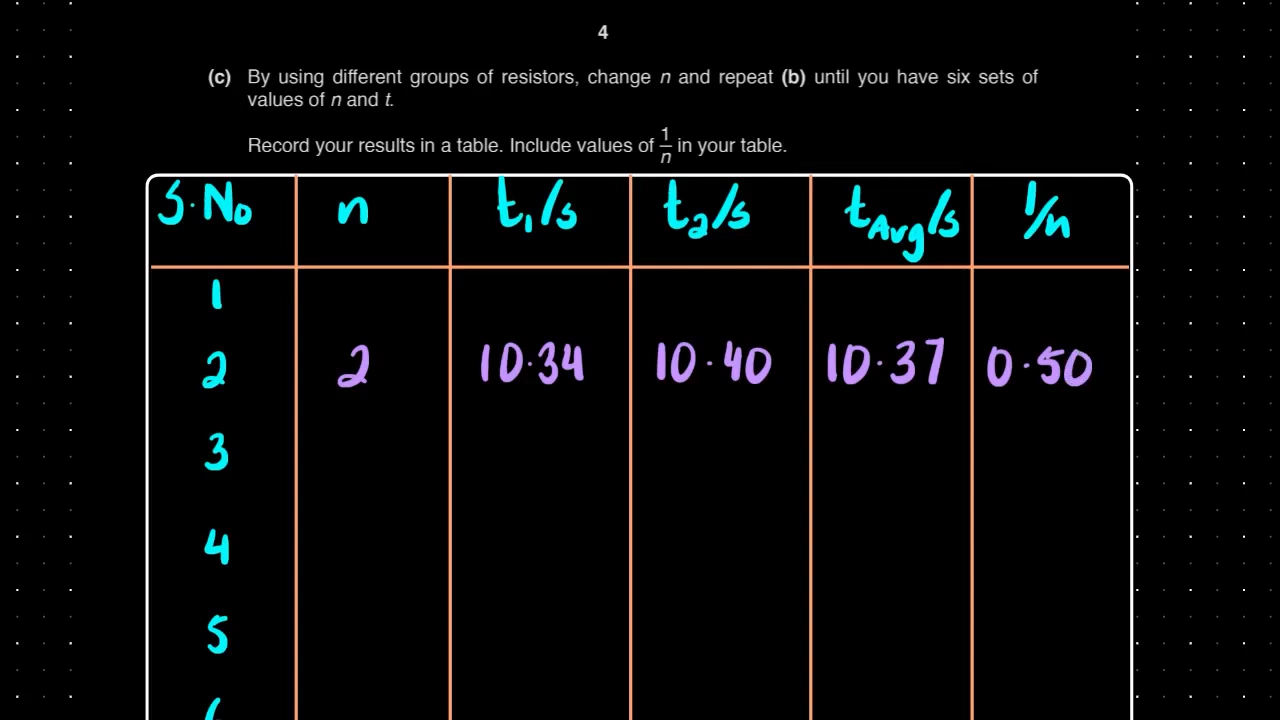 4
(c) By using different groups of resistors, change n and repeat (b) until you have six sets of
values of n and t.
Record your results in a table. Include values of 1/n in your table.
S.No n t₁/s t₂/s tAvg/s 1/n
1
2 2 10.34 10.40 10.37 0.50
3
4
5